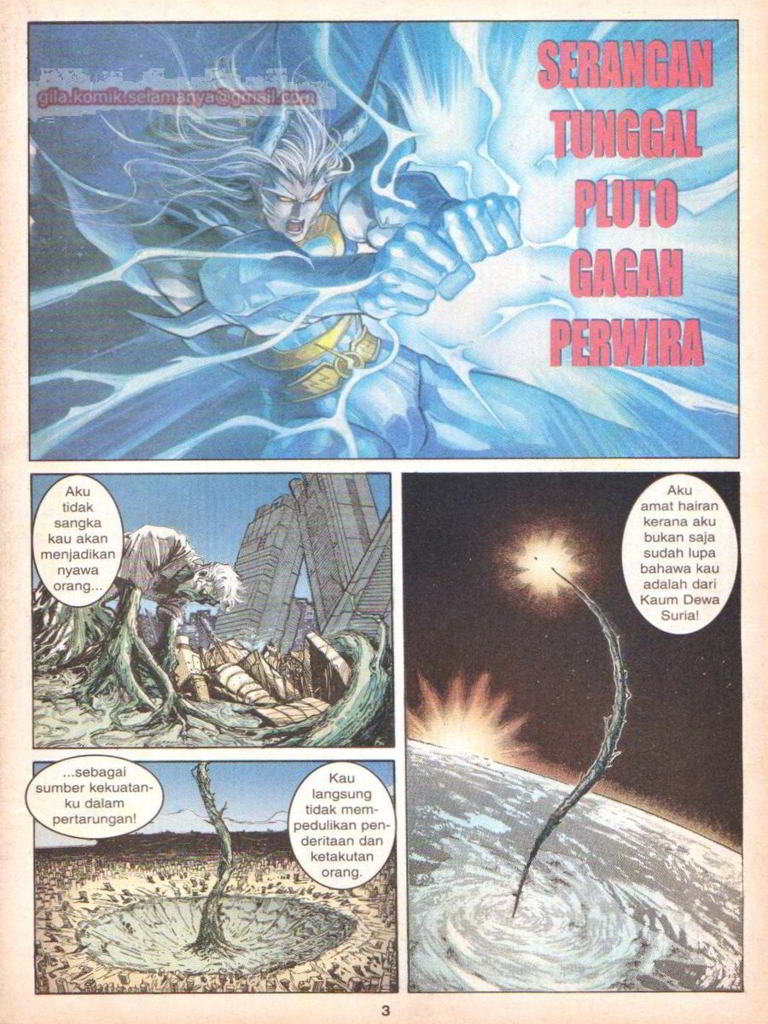 gila.komik.selamanya@gmail.com
SERANGAN
TUNGGAL
PLUTO
GAGAH
PERWIRA
Aku
tidak
sangka
kau akan
menjadikan
nyawa
orang...
...sebagai
sumber kekuatan-
ku dalam
pertarungan!
Kau
langsung
tidak mem-
pedulikan pen-
deritaan dan
ketakutan
orang.
Aku
amat hairan
kerana aku
bukan saja
sudah lupa
bahawa kau
adalah dari
Kaum Dewa
Suria!
3